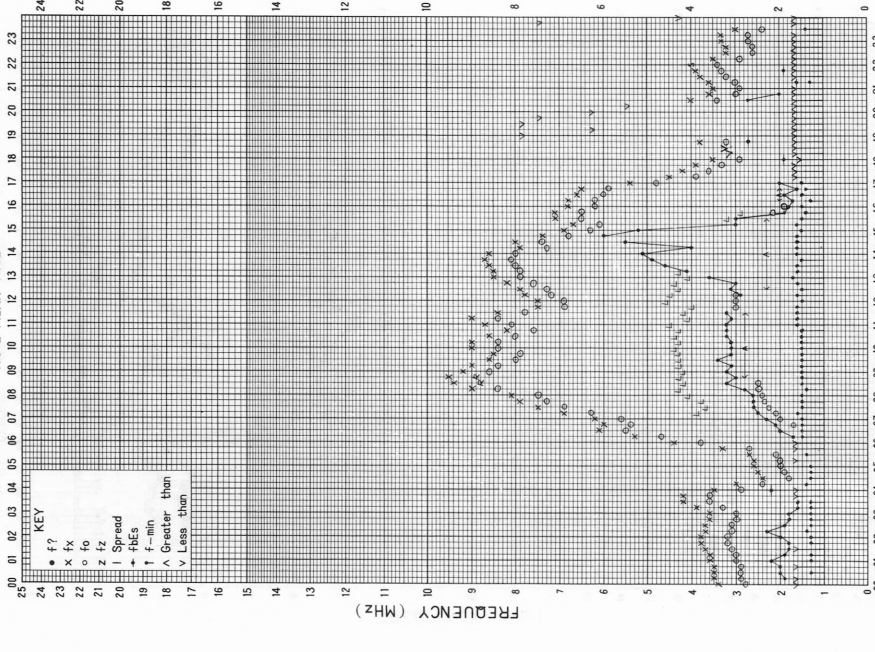 KEY
• f?
× fx
o fo
z fz
| Spread
+ fbEs
↑ f-min
^ Greater than
v Less than
FREQUENCY (MHz)
25 24 23 22 21 20 19 18 17 16 15 14 13 12 11 10 9 8 7 6 5 4 3 2 1 0
00 01 02 03 04 05 06 07 08 09 10 11 12 13 14 15 16 17 18 19 20 21 22 23
24 22 20 18 16 14 12 10 8 6 4 2 0